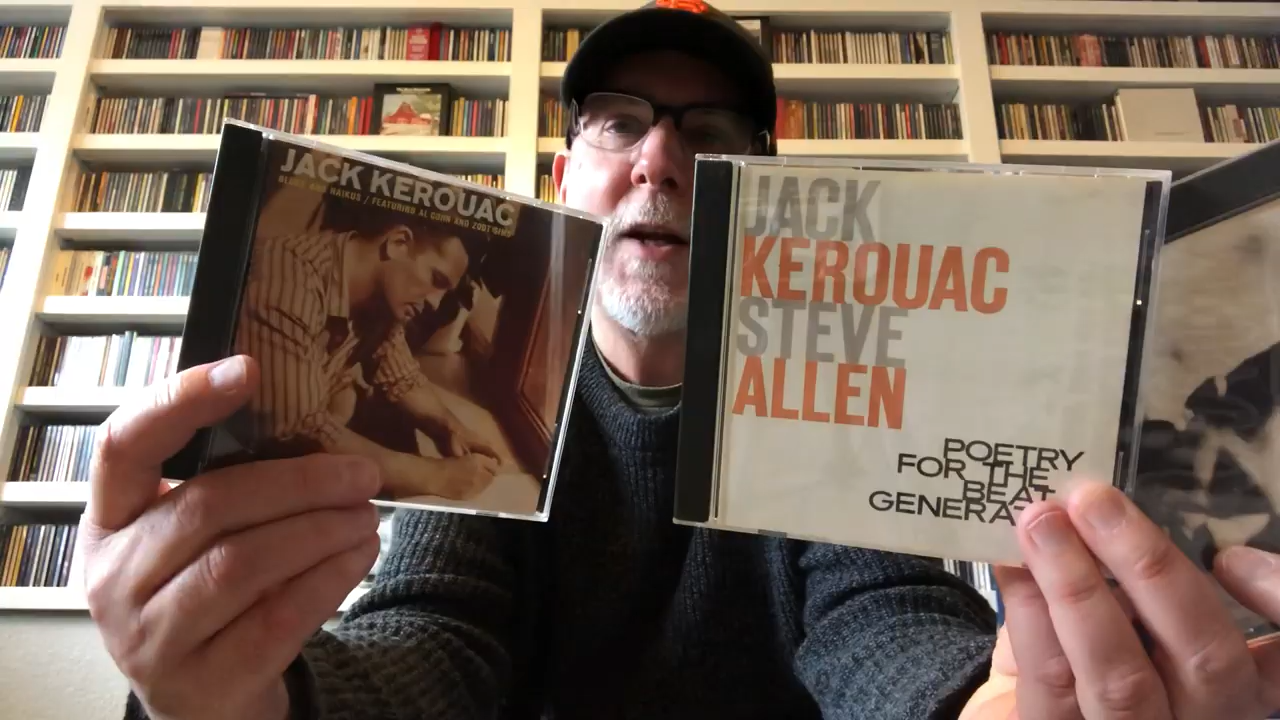 JACK KEROUAC
BLUES AND HAIKUS / FEATURING AL COHN AND ZOOT SIMS
JACK
KEROUAC
STEVE
ALLEN
POETRY
FOR THE
BEAT
GENERAT